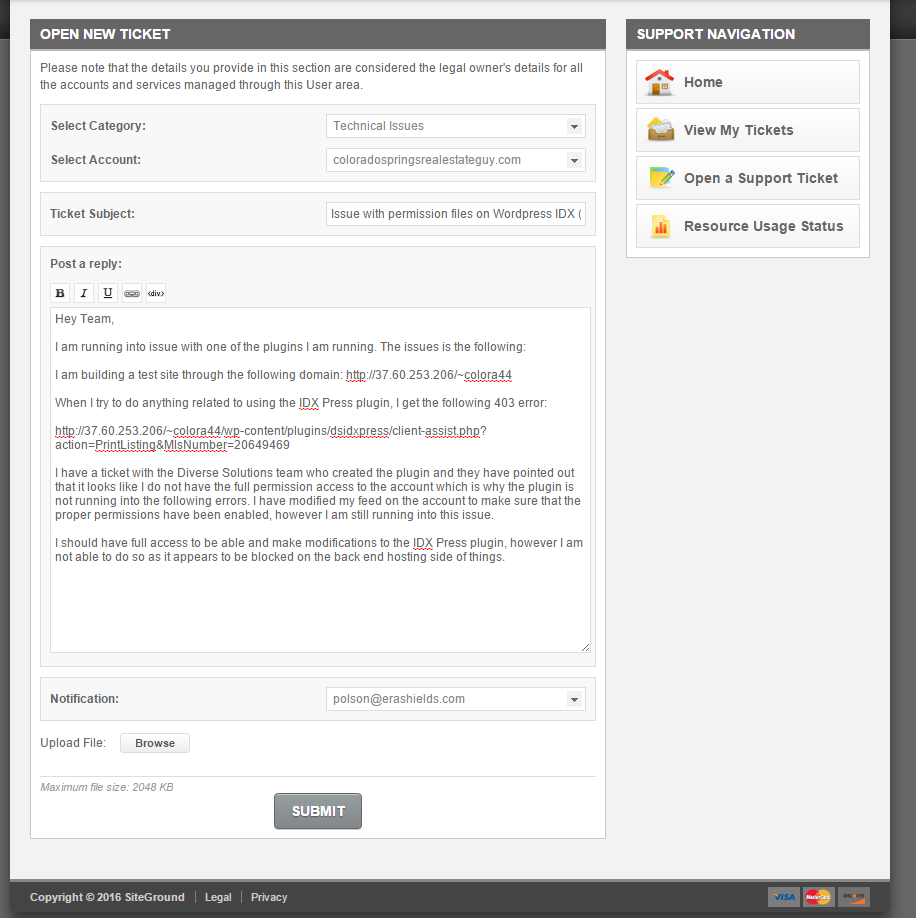 OPEN NEW TICKET
Please note that the details you provide in this section are considered the legal owner's details for all
the accounts and services managed through this User area.
Select Category:
Technical Issues
Select Account:
coloradospringsrealestateguy.com
Ticket Subject:
Issue with permission files on Wordpress IDX (
Post a reply:
B I U <div>
Hey Team,
I am running into issue with one of the plugins I am running. The issues is the following:
I am building a test site through the following domain: http://37.60.253.206/~colora44
When I try to do anything related to using the IDX Press plugin, I get the following 403 error:
http://37.60.253.206/~colora44/wp-content/plugins/dsidxpress/client-assist.php?
action=PrintListing&MlsNumber=20649469
I have a ticket with the Diverse Solutions team who created the plugin and they have pointed out
that it looks like I do not have the full permission access to the account which is why the plugin is
not running into the following errors. I have modified my feed on the account to make sure that the
proper permissions have been enabled, however I am still running into this issue.
I should have full access to be able and make modifications to the IDX Press plugin, however I am
not able to do so as it appears to be blocked on the back end hosting side of things.
Notification:
polson@erashields.com
Upload File:
Browse
Maximum file size: 2048 KB
SUBMIT
SUPPORT NAVIGATION
Home
View My Tickets
Open a Support Ticket
Resource Usage Status
Copyright © 2016 SiteGround
Legal
Privacy
VISA
MasterCard
DISCOVER